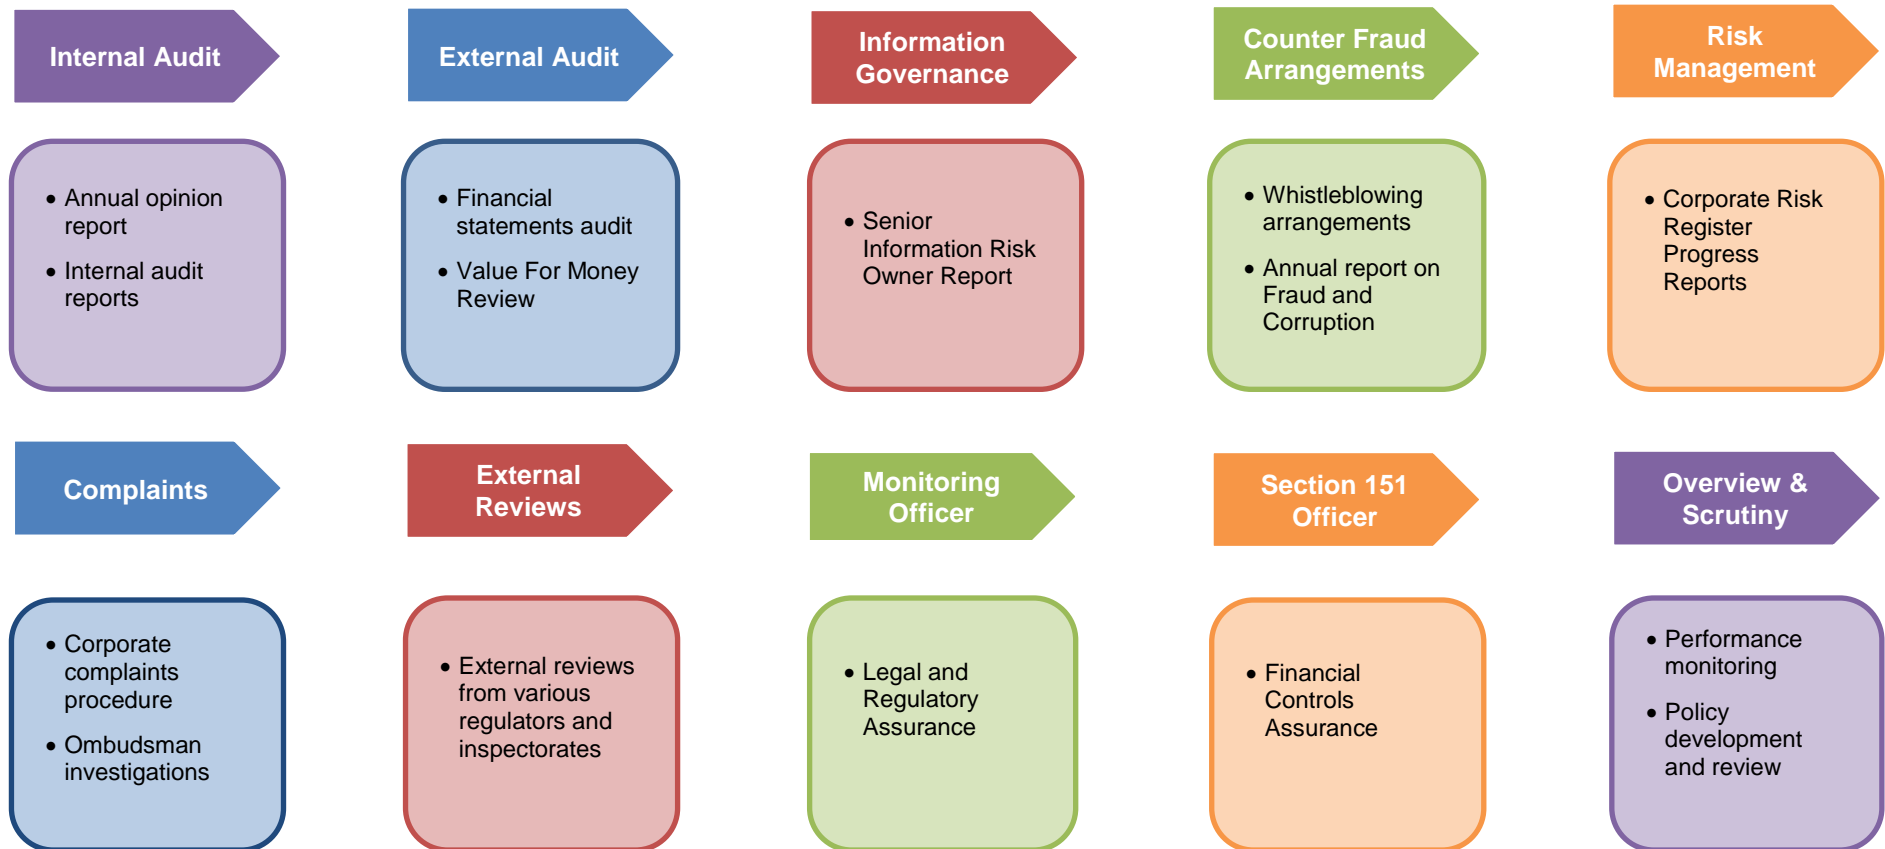 Internal Audit
External Audit
Information
Governance
Counter Fraud
Arrangements
Risk
Management
• Annual opinion
report
• Internal audit
reports
• Financial
statements audit
• Value For Money
Review
• Senior
Information Risk
Owner Report
• Whistleblowing
arrangements
• Annual report on
Fraud and
Corruption
• Corporate Risk
Register
Progress
Reports
Complaints
External
Reviews
Monitoring
Officer
Section 151
Officer
Overview &
Scrutiny
• Corporate
complaints
procedure
• Ombudsman
investigations
• External reviews
from various
regulators and
inspectorates
• Legal and
Regulatory
Assurance
• Financial
Controls
Assurance
• Performance
monitoring
• Policy
development
and review